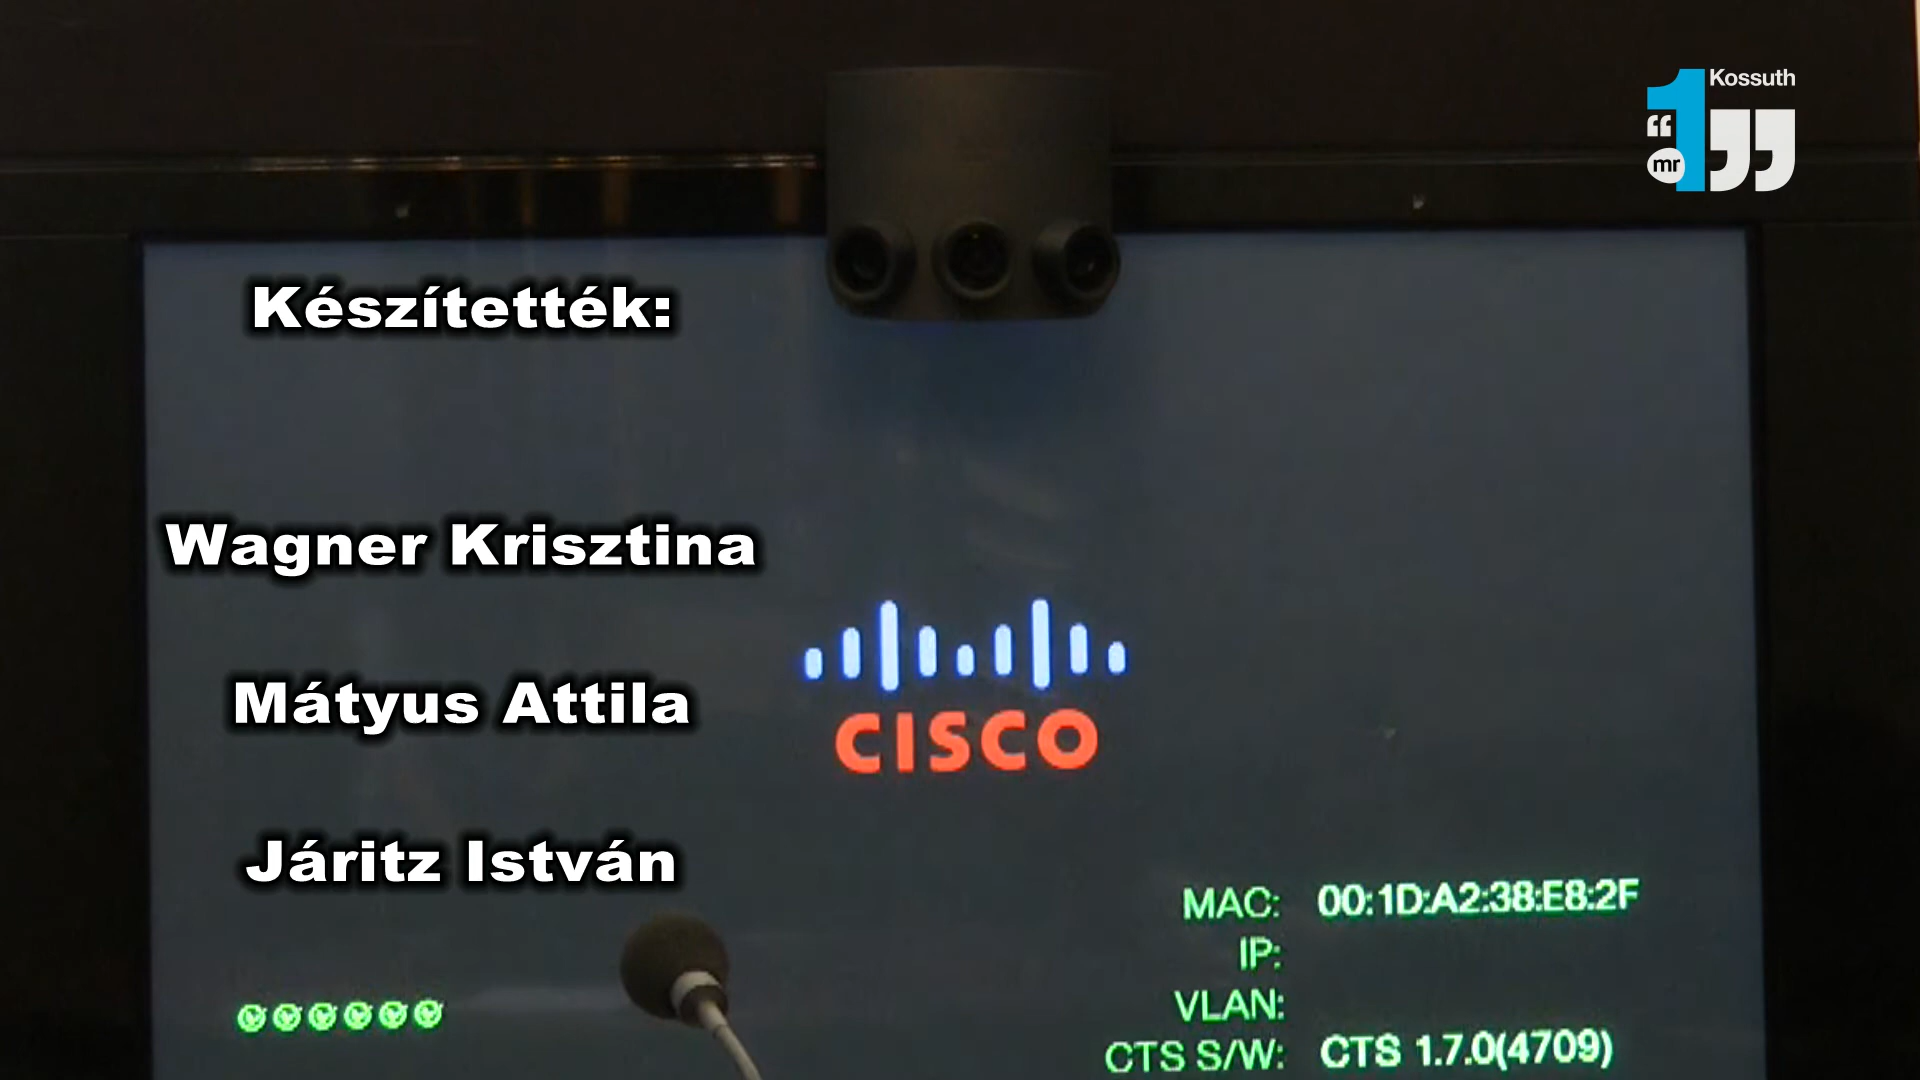 Kossuth
1
mr
Készítették:
Wagner Krisztina
Mátyus Attila
Járitz István
CISCO
MAC: 00:1D:A2:38:E8:2F
IP:
VLAN:
CTS S/W: CTS 1.7.0(4709)